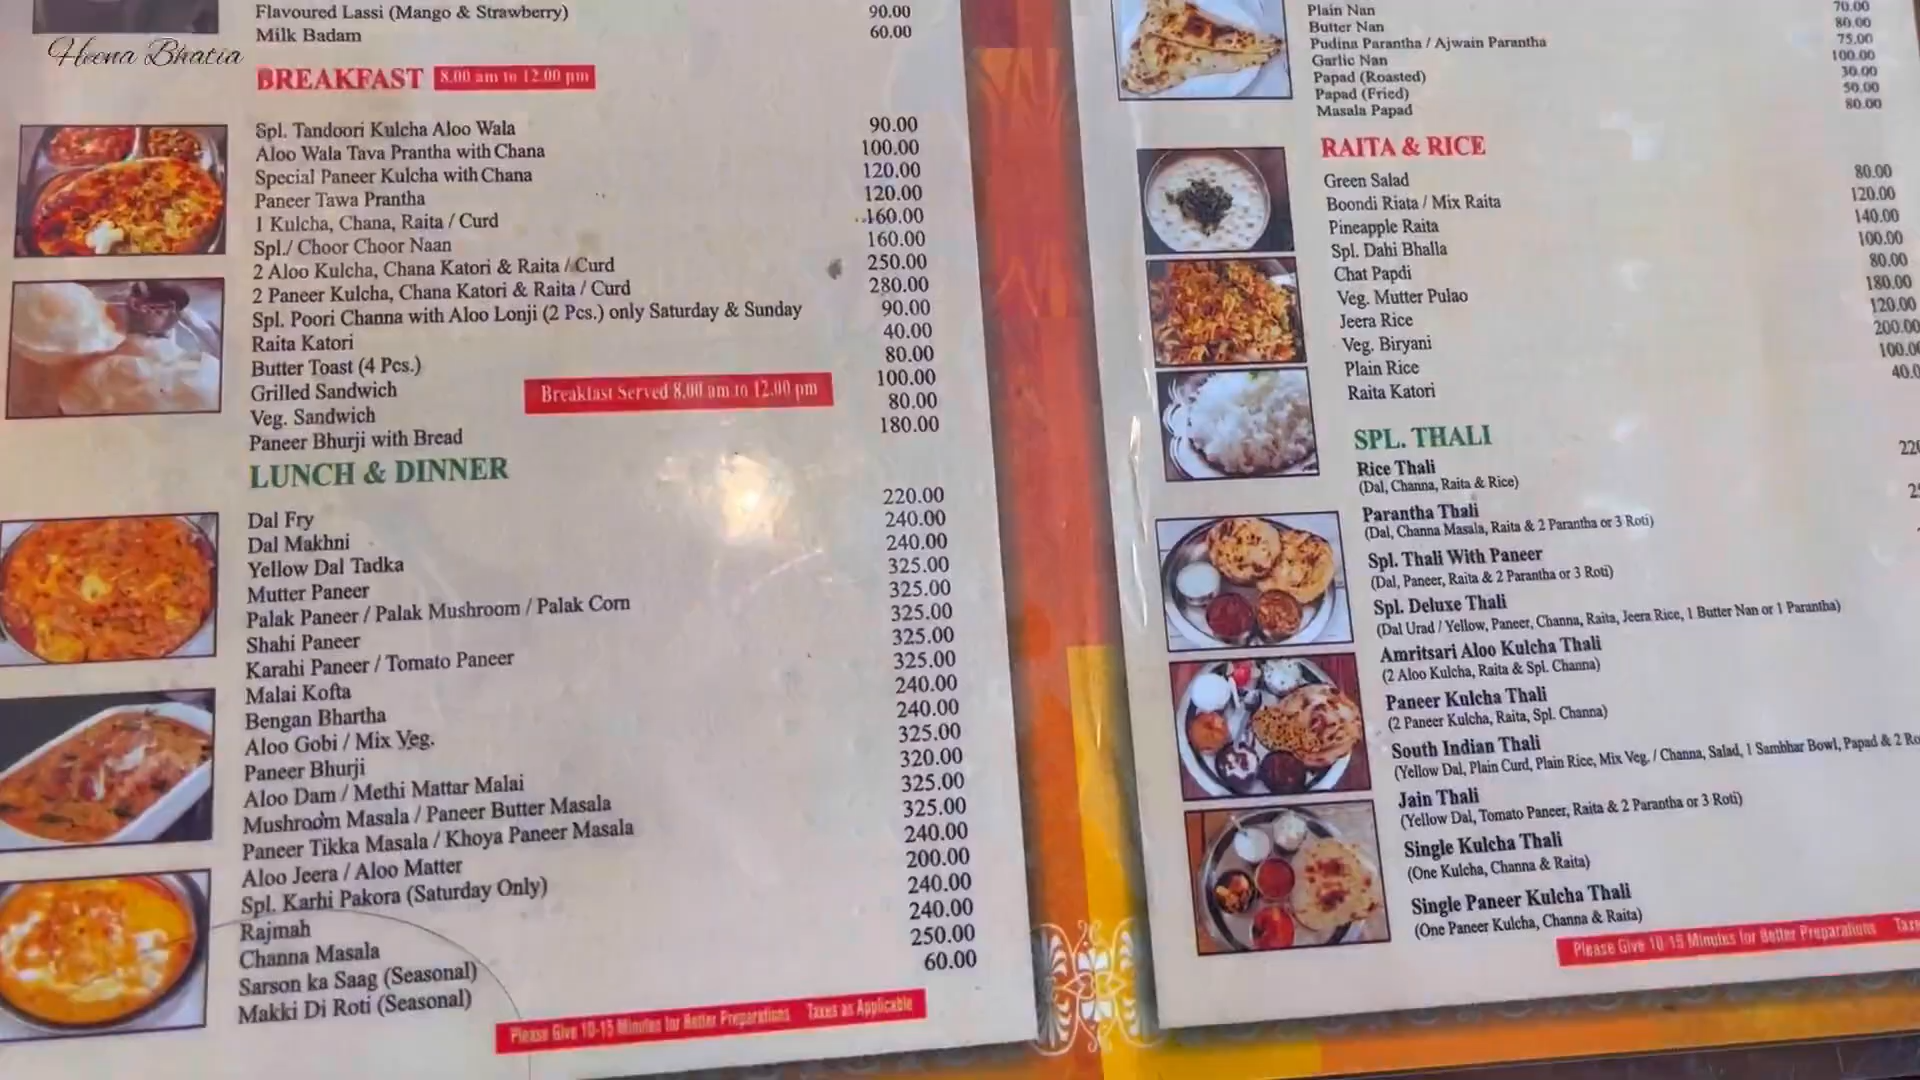 Heena Bhatia
Flavoured Lassi (Mango & Strawberry) 90.00
Milk Badam 60.00
BREAKFAST 8.00 am to 12.00 pm
Spl. Tandoori Kulcha Aloo Wala 90.00
Aloo Wala Tava Prantha with Chana 100.00
Special Paneer Kulcha with Chana 120.00
Paneer Tawa Prantha 120.00
1 Kulcha, Chana, Raita / Curd 160.00
Spl./ Choor Choor Naan 160.00
2 Aloo Kulcha, Chana Katori & Raita / Curd 250.00
2 Paneer Kulcha, Chana Katori & Raita / Curd 280.00
Spl. Poori Channa with Aloo Lonji (2 Pcs.) only Saturday & Sunday 90.00
Raita Katori 40.00
Butter Toast (4 Pcs.) 80.00
Grilled Sandwich 100.00
Breakfast Served 8.00 am to 12.00 pm
Veg. Sandwich 80.00
Paneer Bhurji with Bread 180.00
LUNCH & DINNER
Dal Fry 220.00
Dal Makhni 240.00
Yellow Dal Tadka 240.00
Mutter Paneer 325.00
Palak Paneer / Palak Mushroom / Palak Corn 325.00
Shahi Paneer 325.00
Karahi Paneer / Tomato Paneer 325.00
Malai Kofta 325.00
Bengan Bhartha 240.00
Aloo Gobi / Mix Veg. 240.00
Paneer Bhurji 325.00
Aloo Dam / Methi Mattar Malai 320.00
Mushroom Masala / Paneer Butter Masala 325.00
Paneer Tikka Masala / Khoya Paneer Masala 325.00
Aloo Jeera / Aloo Matter 240.00
Spl. Karhi Pakora (Saturday Only) 200.00
Rajmah 240.00
Channa Masala 240.00
Sarson ka Saag (Seasonal) 250.00
Makki Di Roti (Seasonal) 60.00
Please Give 10-15 Minutes for Better Preparations Taxes as Applicable
Plain Nan 70.00
Butter Nan 80.00
Pudina Parantha / Ajwain Parantha 75.00
Garlic Nan 100.00
Papad (Roasted) 30.00
Papad (Fried) 50.00
Masala Papad 80.00
RAITA & RICE
Green Salad 80.00
Boondi Riata / Mix Raita 120.00
Pineapple Raita 140.00
Spl. Dahi Bhalla 100.00
Chat Papdi 80.00
Veg. Mutter Pulao 180.00
Jeera Rice 120.00
Veg. Biryani 200.00
Plain Rice 100.0
Raita Katori 40.0
SPL. THALI
Rice Thali 220
(Dal, Channa, Raita & Rice)
Parantha Thali
(Dal, Channa Masala, Raita & 2 Parantha or 3 Roti)
Spl. Thali With Paneer
(Dal, Paneer, Raita & 2 Parantha or 3 Roti)
Spl. Deluxe Thali
(Dal Urad / Yellow, Paneer, Channa, Raita, Jeera Rice, 1 Butter Nan or 1 Parantha)
Amritsari Aloo Kulcha Thali
(2 Aloo Kulcha, Raita & Spl. Channa)
Paneer Kulcha Thali
(2 Paneer Kulcha, Raita, Spl. Channa)
South Indian Thali
(Yellow Dal, Plain Curd, Plain Rice, Mix Veg. / Channa, Salad, 1 Sambhar Bowl, Papad & 2 Ro
Jain Thali
(Yellow Dal, Tomato Paneer, Raita & 2 Parantha or 3 Roti)
Single Kulcha Thali
(One Kulcha, Channa & Raita)
Single Paneer Kulcha Thali
(One Paneer Kulcha, Channa & Raita)
Please Give 10-15 Minutes for Better Preparations Taxe